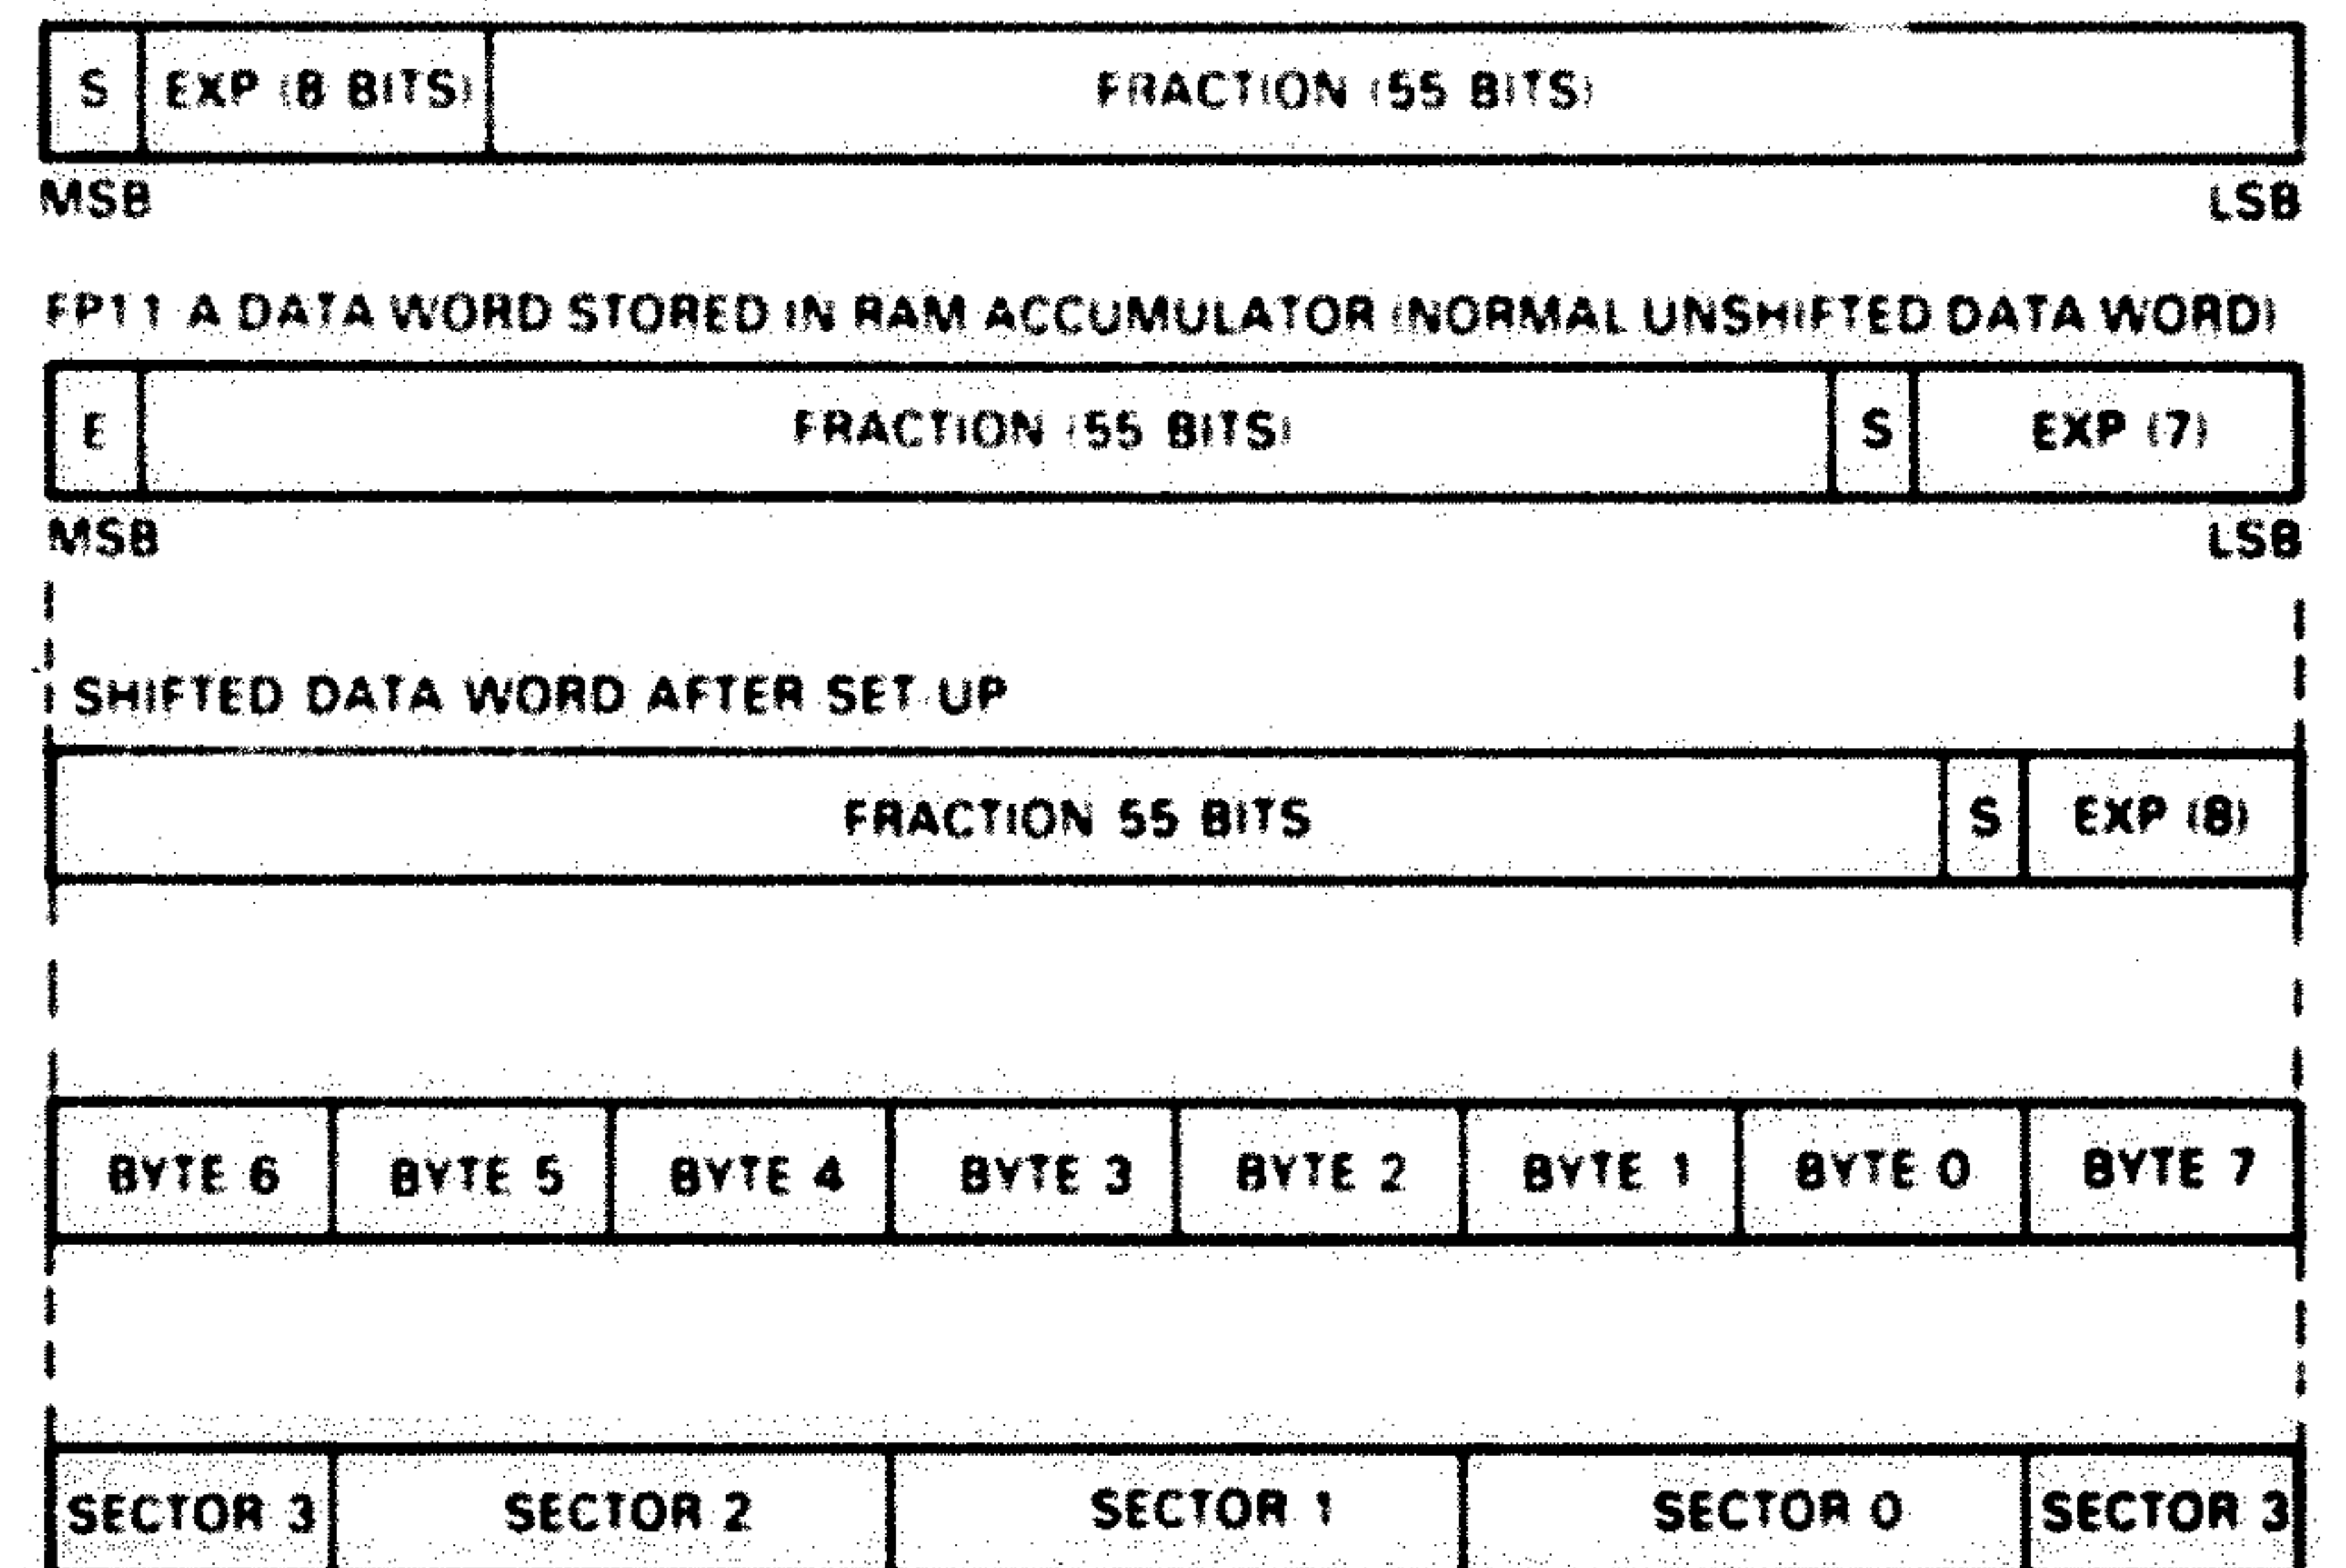 S EXP (8 BITS) FRACTION (55 BITS)
MSB LSB
FP11 A DATA WORD STORED IN RAM ACCUMULATOR (NORMAL UNSHIFTED DATA WORD)
E FRACTION (55 BITS) S EXP (7)
MSB LSB
SHIFTED DATA WORD AFTER SET UP
FRACTION 55 BITS S EXP (8)
BYTE 6 BYTE 5 BYTE 4 BYTE 3 BYTE 2 BYTE 1 BYTE 0 BYTE 7
SECTOR 3 SECTOR 2 SECTOR 1 SECTOR 0 SECTOR 3